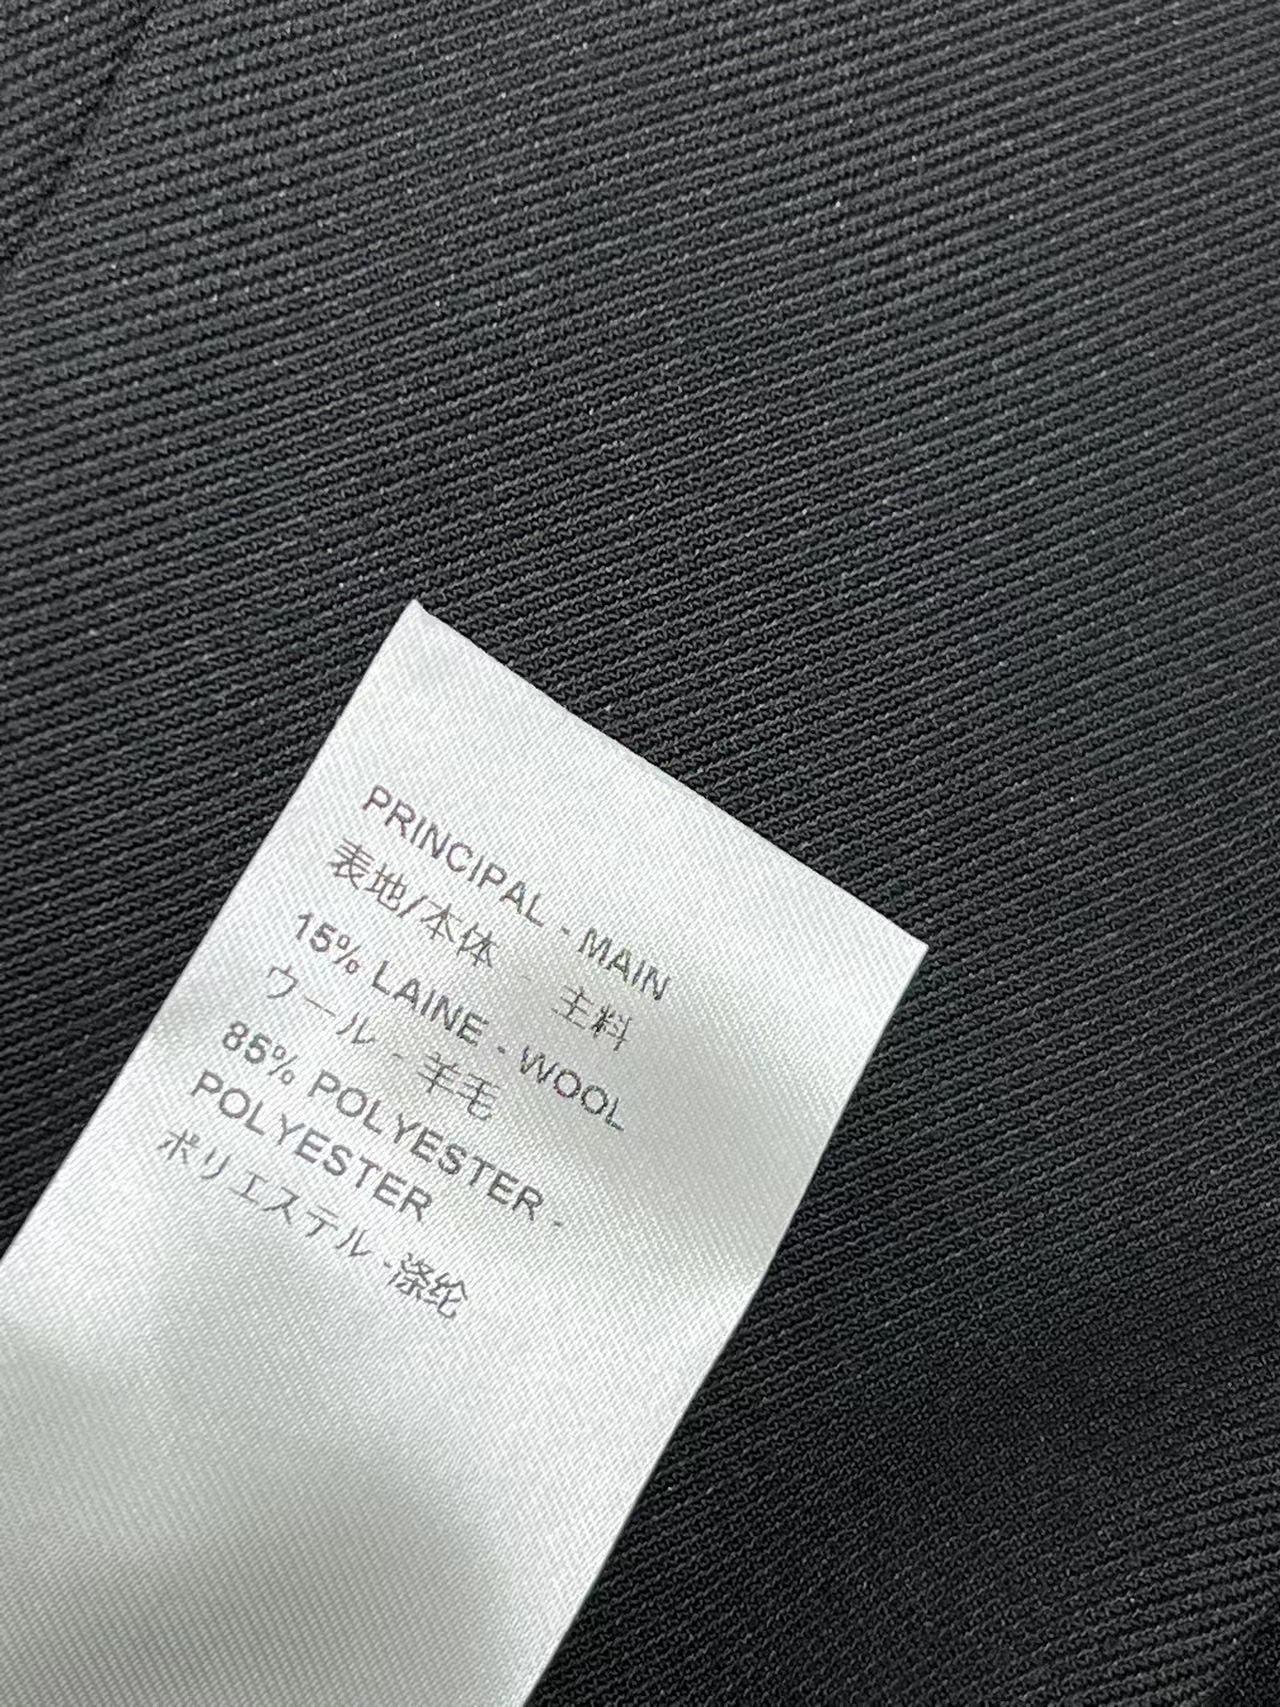 PRINCIPAL - MAIN
表地/本体 - 主料
15% LAINE - WOOL
ウール - 羊毛
85% POLYESTER -
POLYESTER
ポリエステル -涤纶